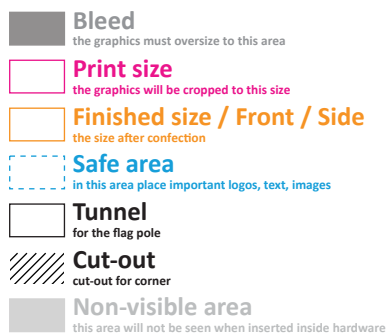 Bleed
the graphics must oversize to this area
Print size
the graphics will be cropped to this size
Finished size / Front / Side
the size after confection
Safe area
in this area place important logos, text, images
Tunnel
for the flag pole
Cut-out
cut-out for corner
Non-visible area
this area will not be seen when inserted inside hardware